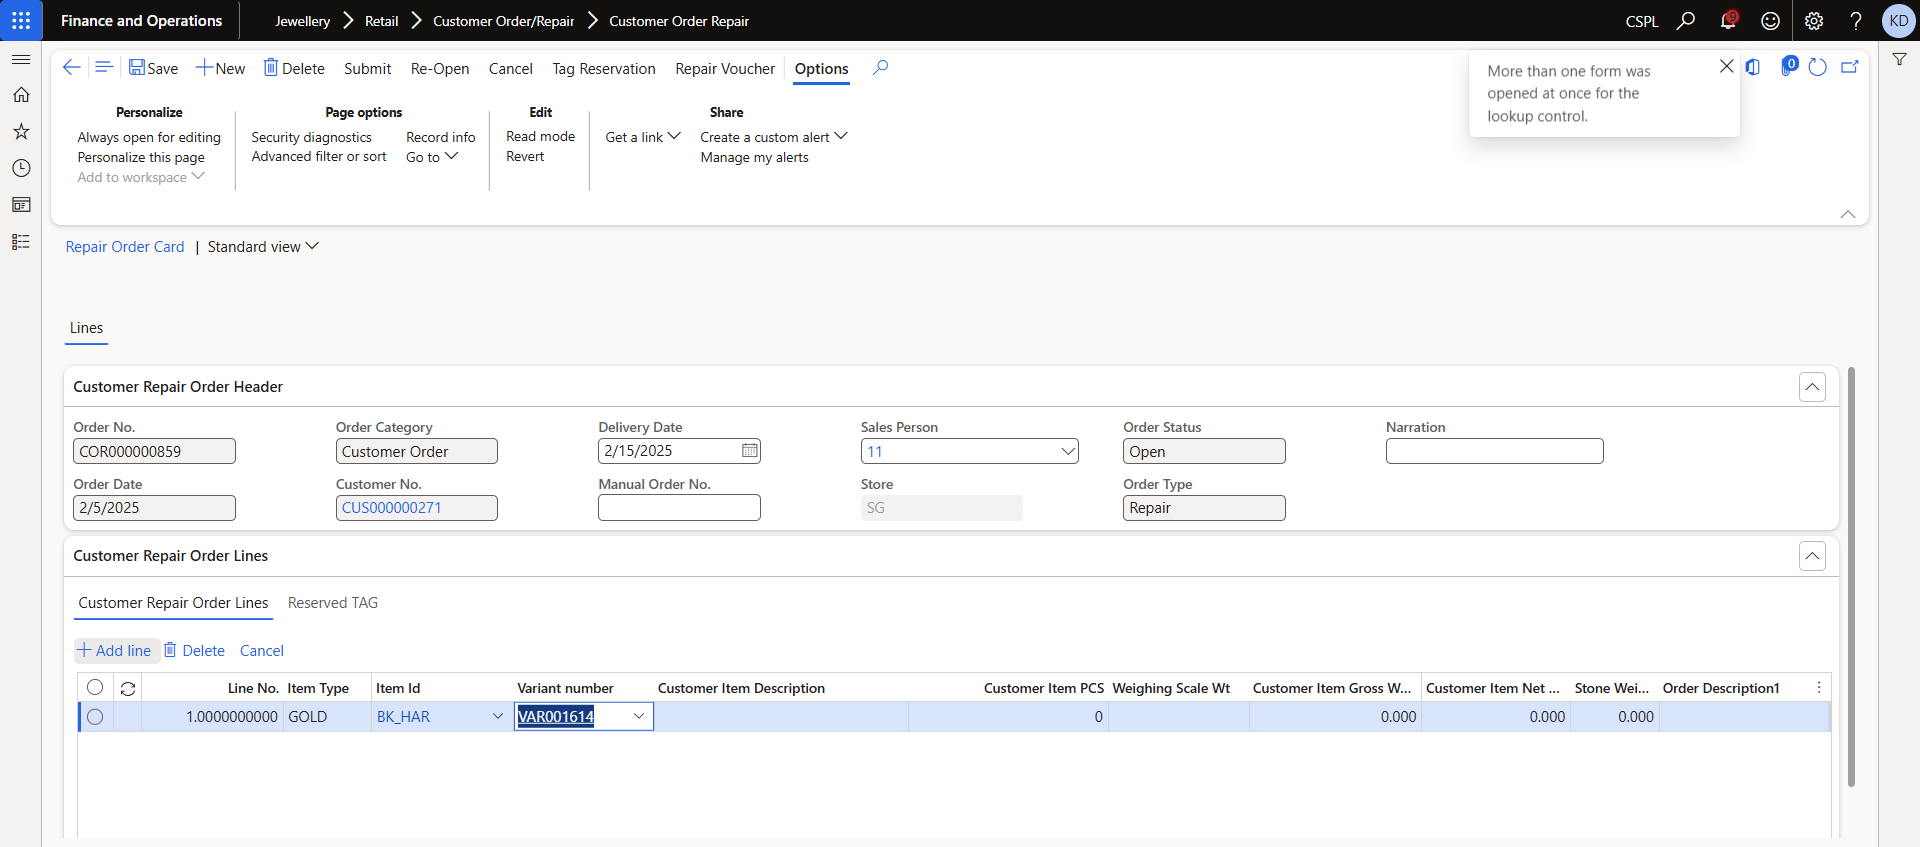 Finance and Operations
Jewellery > Retail > Customer Order/Repair > Customer Order Repair
CSPL
9
KD
Save
New
Delete
Submit
Re-Open
Cancel
Tag Reservation
Repair Voucher
Options
0
More than one form was
opened at once for the
lookup control.
Personalize
Always open for editing
Personalize this page
Add to workspace
Page options
Security diagnostics
Advanced filter or sort
Record info
Go to
Edit
Read mode
Revert
Share
Get a link
Create a custom alert
Manage my alerts
Repair Order Card | Standard view
Lines
Customer Repair Order Header
Order No. Order Category Delivery Date Sales Person Order Status Narration
COR000000859 Customer Order 2/15/2025 11 Open
Order Date Customer No. Manual Order No. Store Order Type
2/5/2025 CUS000000271 SG Repair
Customer Repair Order Lines
Customer Repair Order Lines Reserved TAG
Add line Delete Cancel
Line No. Item Type Item Id Variant number Customer Item Description Customer Item PCS Weighing Scale Wt Customer Item Gross W... Customer Item Net ... Stone Wei... Order Description1
1.0000000000 GOLD BK_HAR VAR001614 0 0.000 0.000 0.000